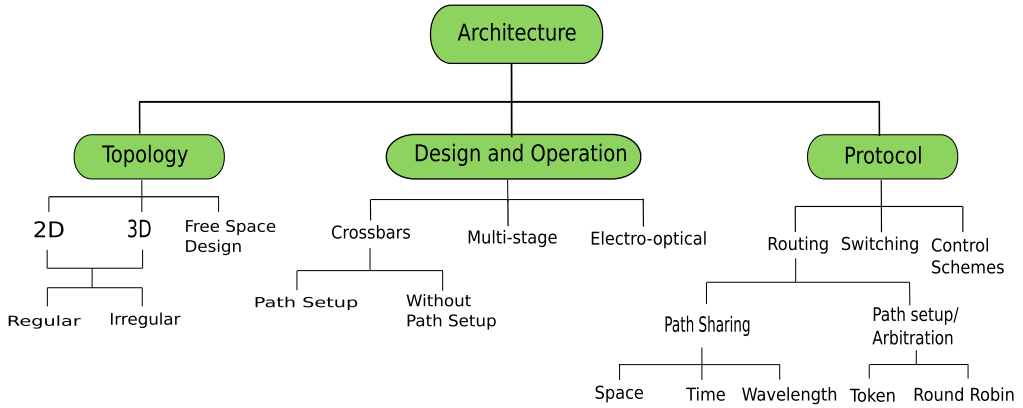 Architecture
Topology
Design and Operation
Protocol
2D
3D
Free Space
Design
Crossbars
Multi-stage
Electro-optical
Routing
Switching
Control
Schemes
Regular
Irregular
Path Setup
Without
Path Setup
Path Sharing
Path setup/
Arbitration
Space
Time
Wavelength
Token
Round Robin